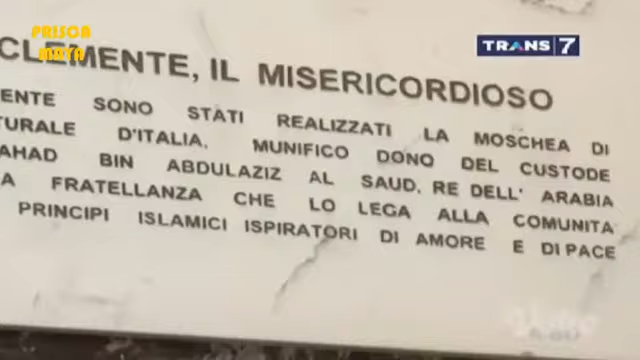 PRISCA
MAYA
TRANS 7
CLEMENTE, IL MISERICORDIOSO
ENTE SONO STATI REALIZZATI LA MOSCHEA DI
TURALE D'ITALIA, MUNIFICO DONO DEL CUSTODE
AHAD BIN ABDULAZIZ AL SAUD, RE DELL' ARABIA
A FRATELLANZA CHE LO LEGA ALLA COMUNITA
PRINCIPI ISLAMICI ISPIRATORI DI AMORE E DI PACE